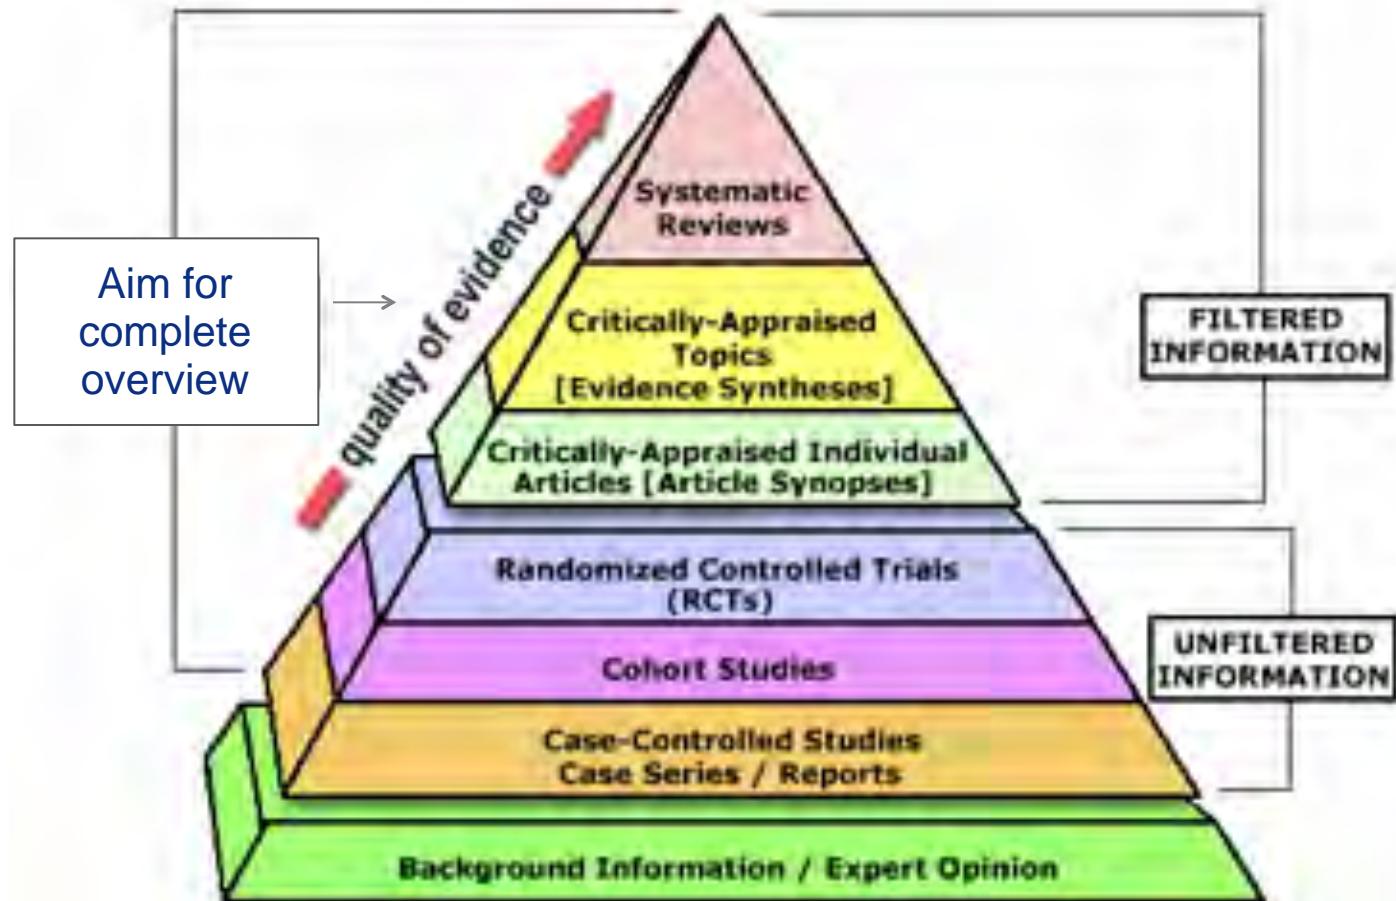 Systematic
Reviews
Aim for
complete
overview
quality of evidence
Critically-Appraised
Topics
[Evidence Syntheses]
FILTERED
INFORMATION
Critically-Appraised Individual
Articles [Article Synopses]
Randomized Controlled Trials
(RCTs)
UNFILTERED
INFORMATION
Cohort Studies
Case-Controlled Studies
Case Series / Reports
Background Information / Expert Opinion